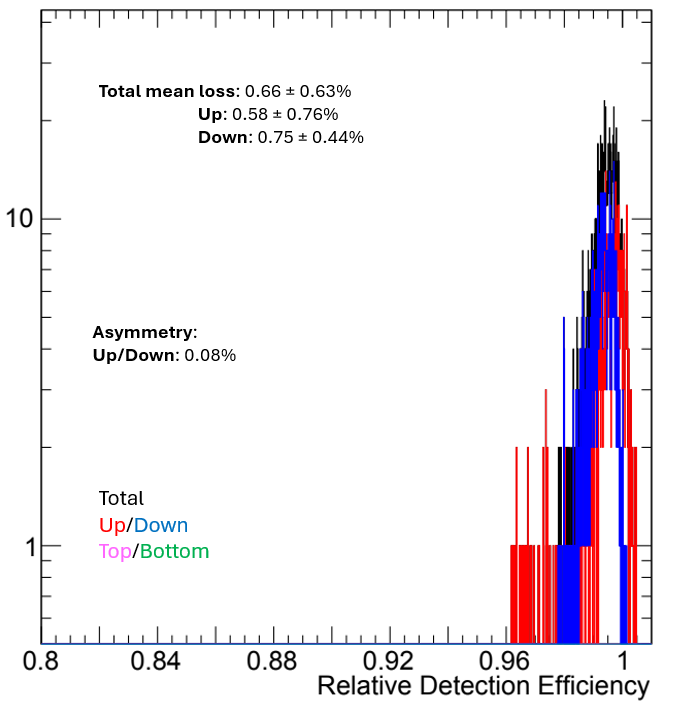 Total mean loss: 0.66 ± 0.63%
Up: 0.58 ± 0.76%
Down: 0.75 ± 0.44%
10
Asymmetry:
Up/Down: 0.08%
Total
Up/Down
1
Top/Bottom
0.8 0.84 0.88 0.92 0.96 1
Relative Detection Efficiency